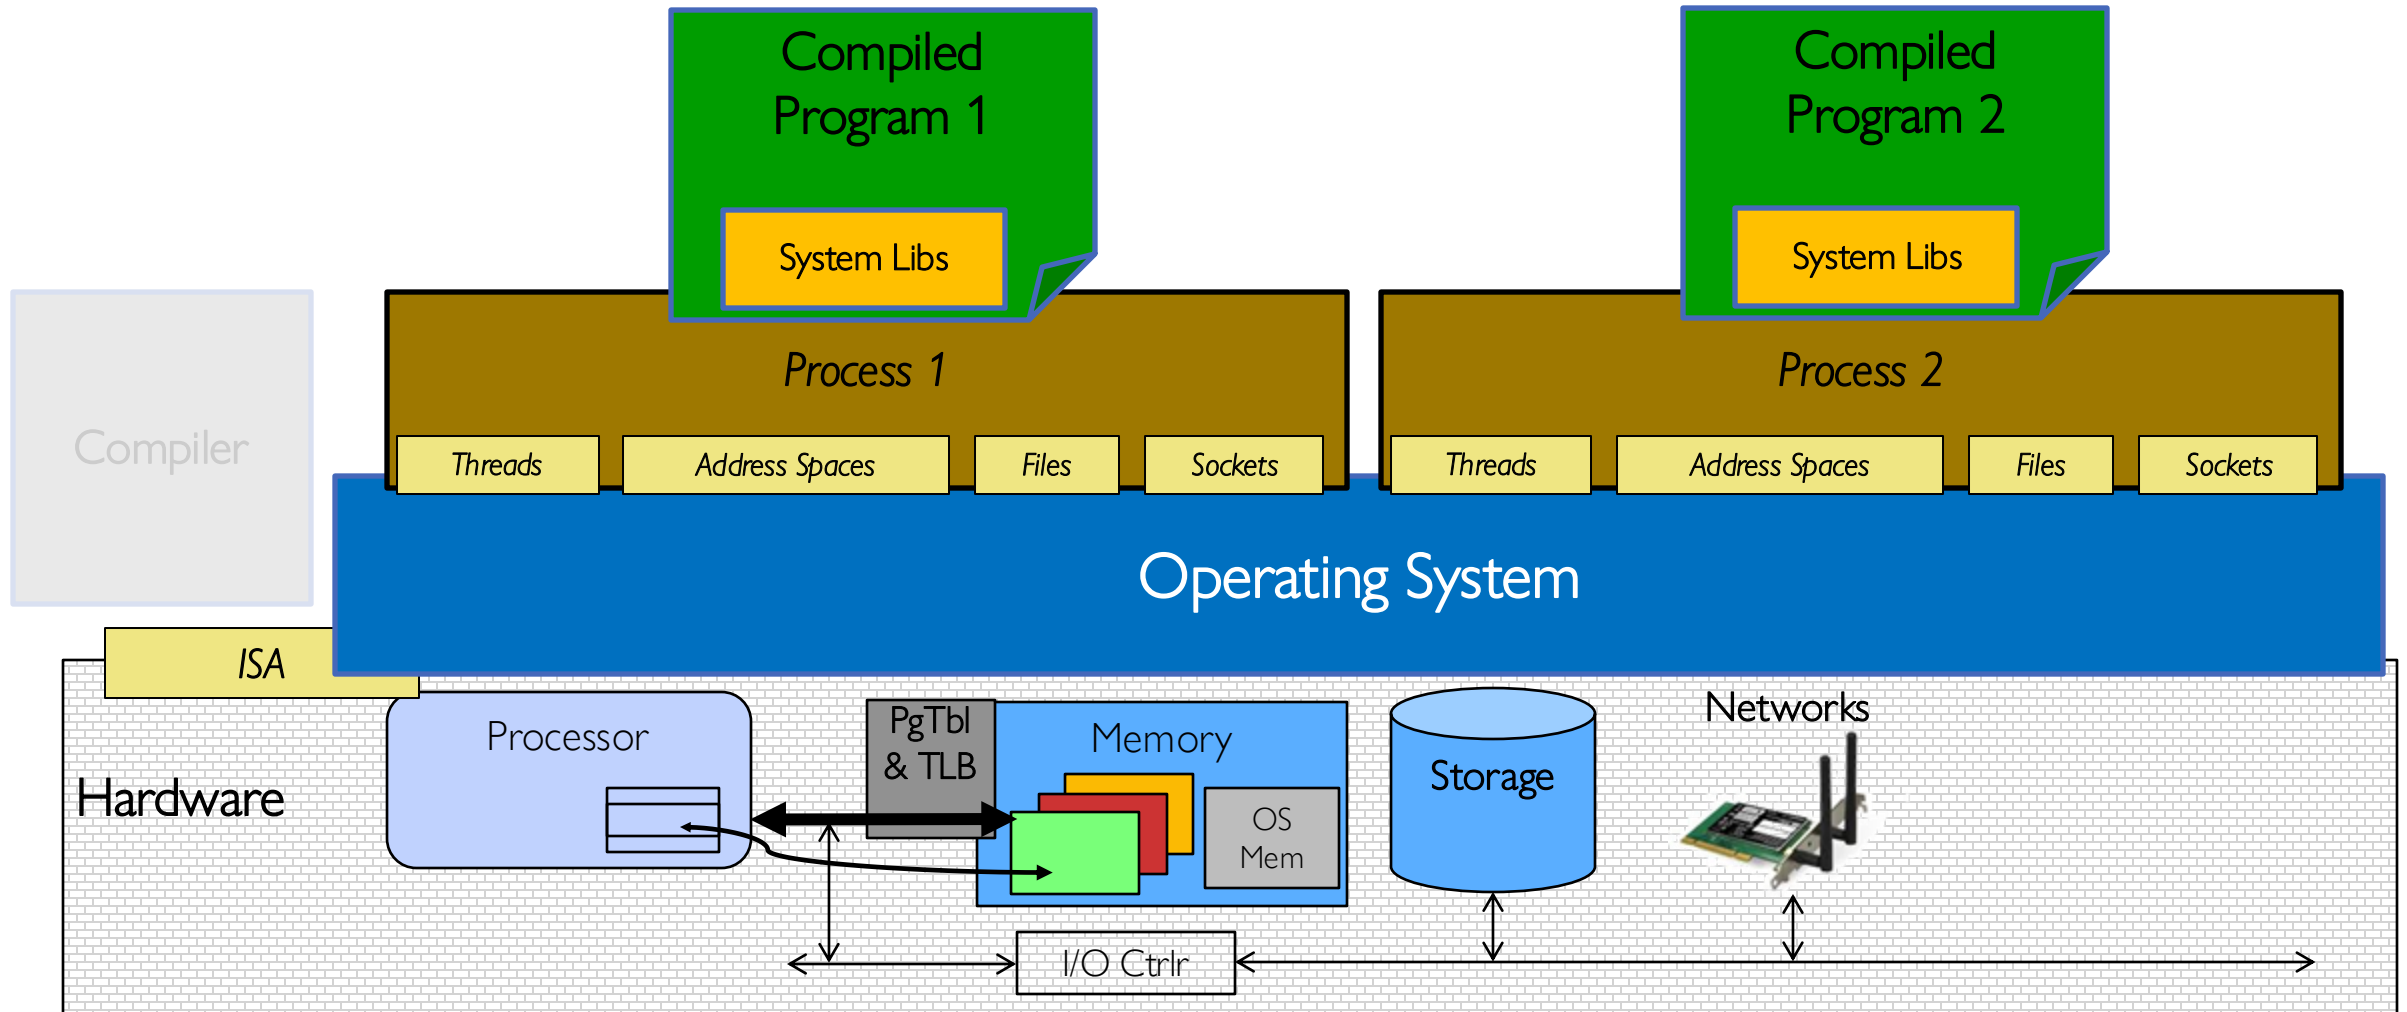 Compiled
Program 1
System Libs
Compiled
Program 2
System Libs
Compiler
Process 1
Threads
Address Spaces
Files
Sockets
Process 2
Threads
Address Spaces
Files
Sockets
Operating System
ISA
Hardware
Processor
PgTbl
& TLB
Memory
OS
Mem
Storage
Networks
I/O Ctrlr